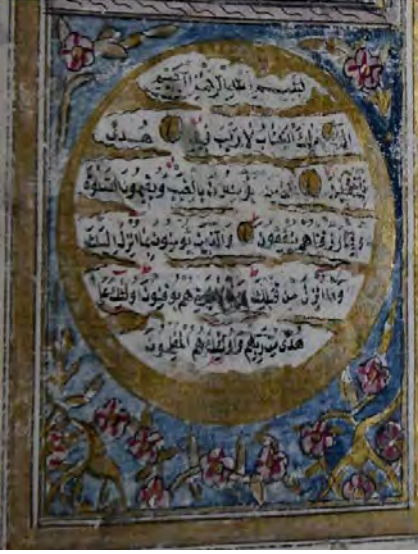 بسم الله الرحمن الرحيم
الم ذلك الكتاب لا ريب فيه هدى
للمتقين الذين يؤمنون بالغيب ويقيمون الصلوة
ومما رزقناهم ينفقون والذين يؤمنون بما انزل اليك
وما انزل من قبلك وبالاخرة هم يوقنون اولئك على
هدى من ربهم واولئك هم المفلحون